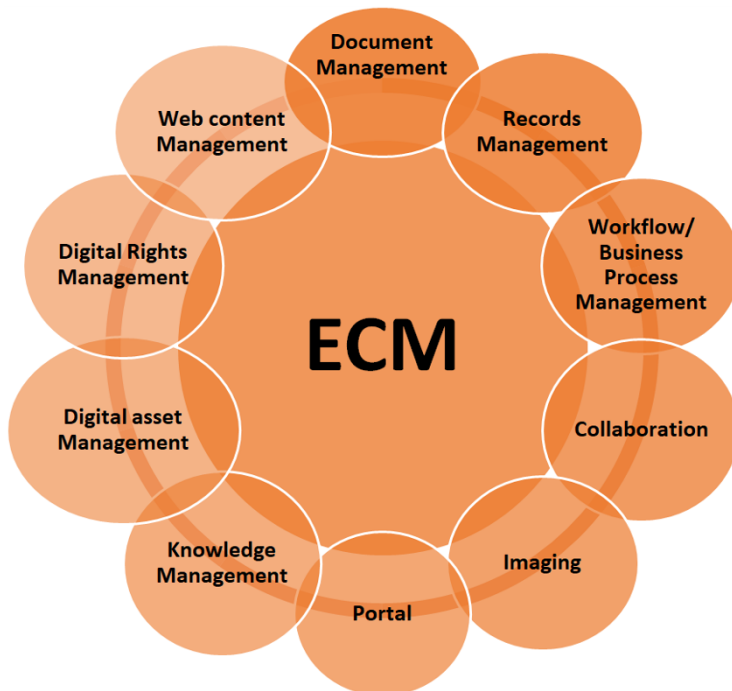 Document
Management
Records
Management
Workflow/
Business
Process
Management
Collaboration
Imaging
Portal
Knowledge
Management
Digital asset
Management
Digital Rights
Management
Web content
Management
ECM